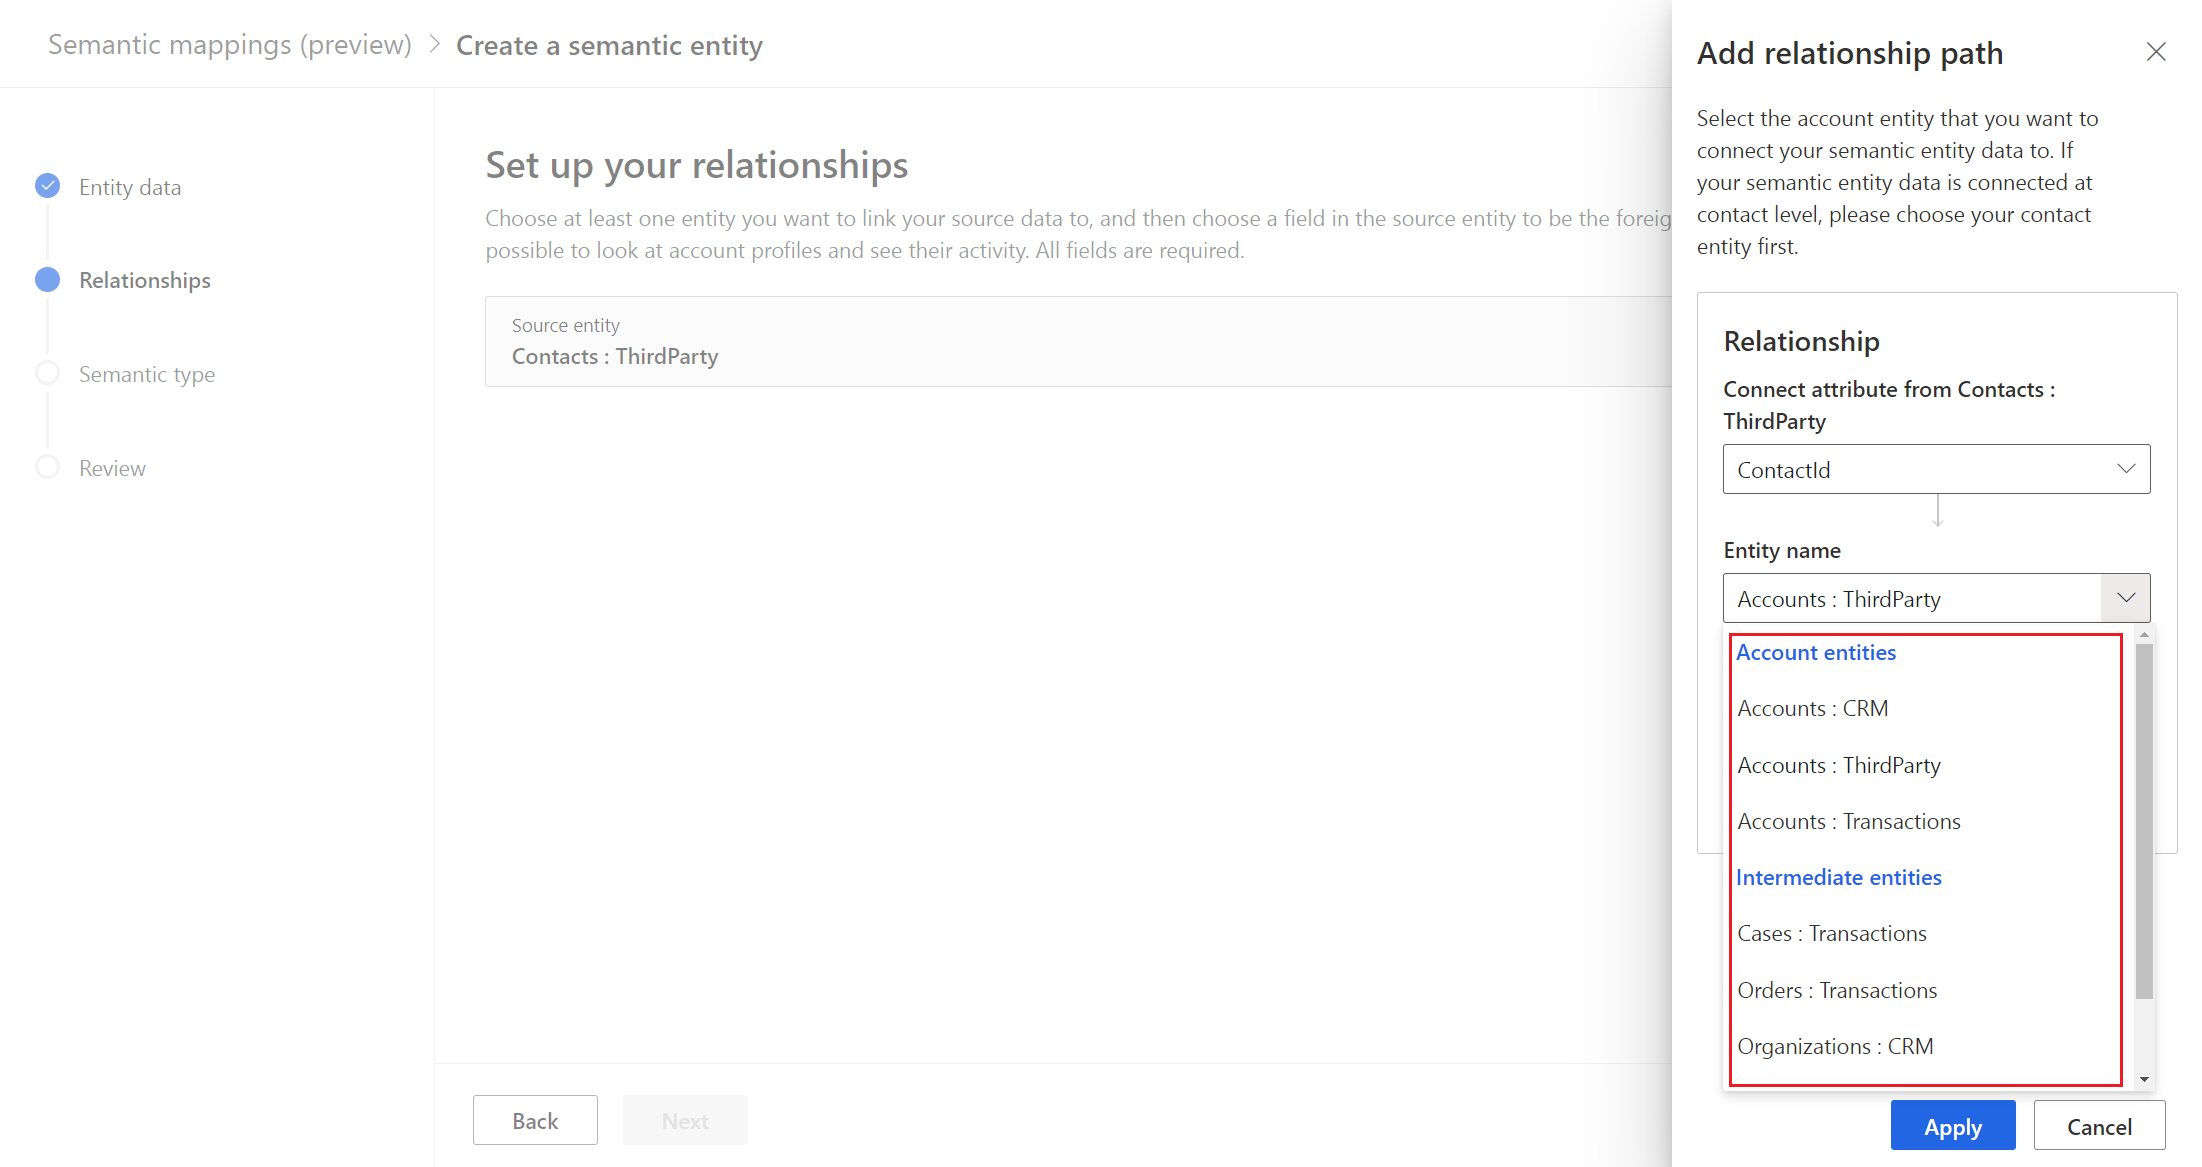 Semantic mappings (preview) > Create a semantic entity
Entity data
Relationships
Semantic type
Review
Set up your relationships
Choose at least one entity you want to link your source data to, and then choose a field in the source entity to be the foreig
possible to look at account profiles and see their activity. All fields are required.
Source entity
Contacts : ThirdParty
Back
Next
Add relationship path
Select the account entity that you want to
connect your semantic entity data to. If
your semantic entity data is connected at
contact level, please choose your contact
entity first.
Relationship
Connect attribute from Contacts :
ThirdParty
ContactId
Entity name
Accounts : ThirdParty
Account entities
Accounts : CRM
Accounts : ThirdParty
Accounts : Transactions
Intermediate entities
Cases : Transactions
Orders : Transactions
Organizations : CRM
Apply
Cancel